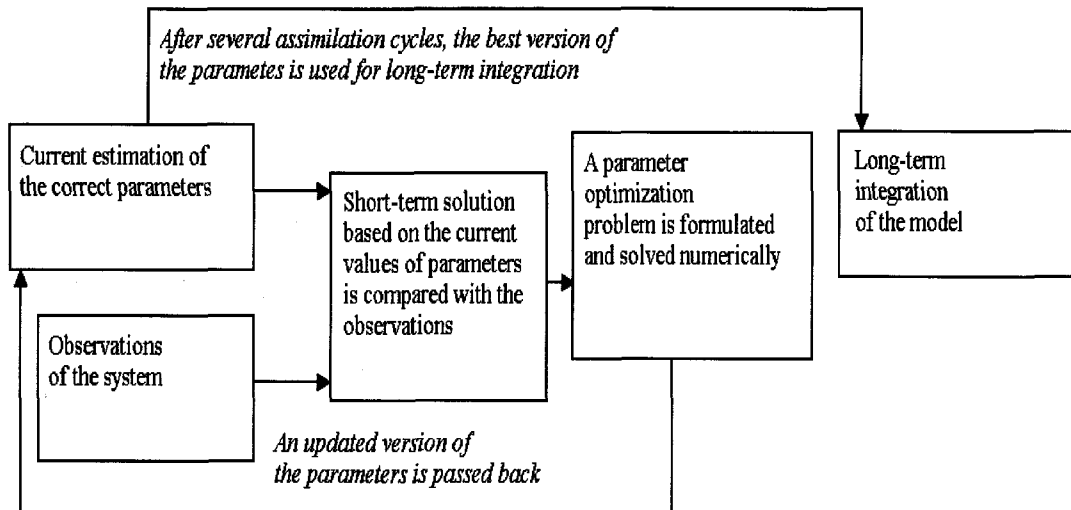 After several assimilation cycles, the best version of
the parametes is used for long-term integration
Current estimation of
the correct parameters
Short-term solution
based on the current
values of parameters
is compared with the
observations
A parameter
optimization
problem is formulated
and solved numerically
Long-term
integration
of the model
Observations
of the system
An updated version of
the parameters is passed back